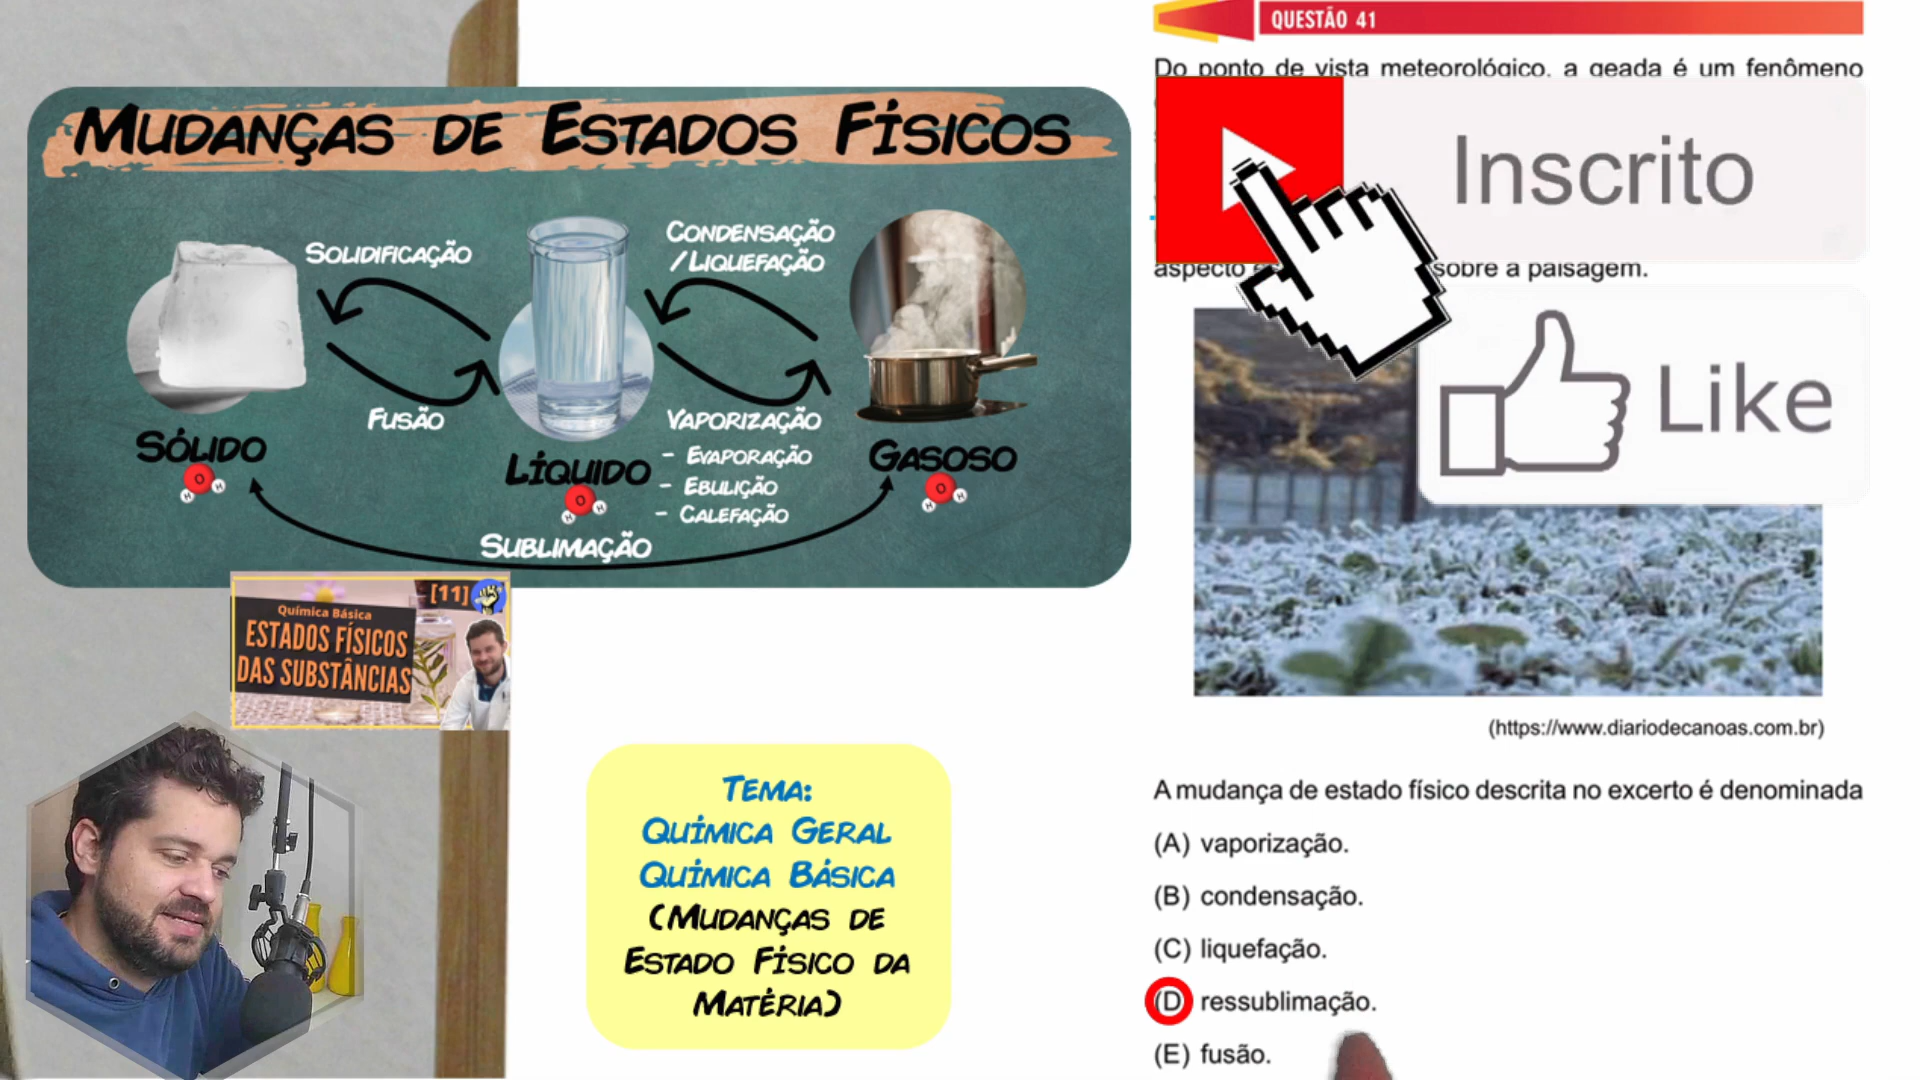 MUDANÇAS DE ESTADOS FÍSICOS
SOLIDIFICAÇÃO
FUSÃO
CONDENSAÇÃO
/LIQUEFAÇÃO
VAPORIZAÇÃO
- EVAPORAÇÃO
- EBULIÇÃO
- CALEFAÇÃO
SÓLIDO
O
H H
LÍQUIDO
O
H H
GASOSO
O
H H
SUBLIMAÇÃO
[11]
Química Básica
ESTADOS FÍSICOS
DAS SUBSTÂNCIAS
TEMA:
QUÍMICA GERAL
QUÍMICA BÁSICA
(MUDANÇAS DE
ESTADO FÍSICO DA
MATÉRIA)
QUESTÃO 41
Do ponto de vista meteorológico, a geada é um fenômeno
Inscrito
aspecto sobre a paisagem.
Like
(https://www.diariodecanoas.com.br)
A mudança de estado físico descrita no excerto é denominada
(A) vaporização.
(B) condensação.
(C) liquefação.
(D) ressublimação.
(E) fusão.